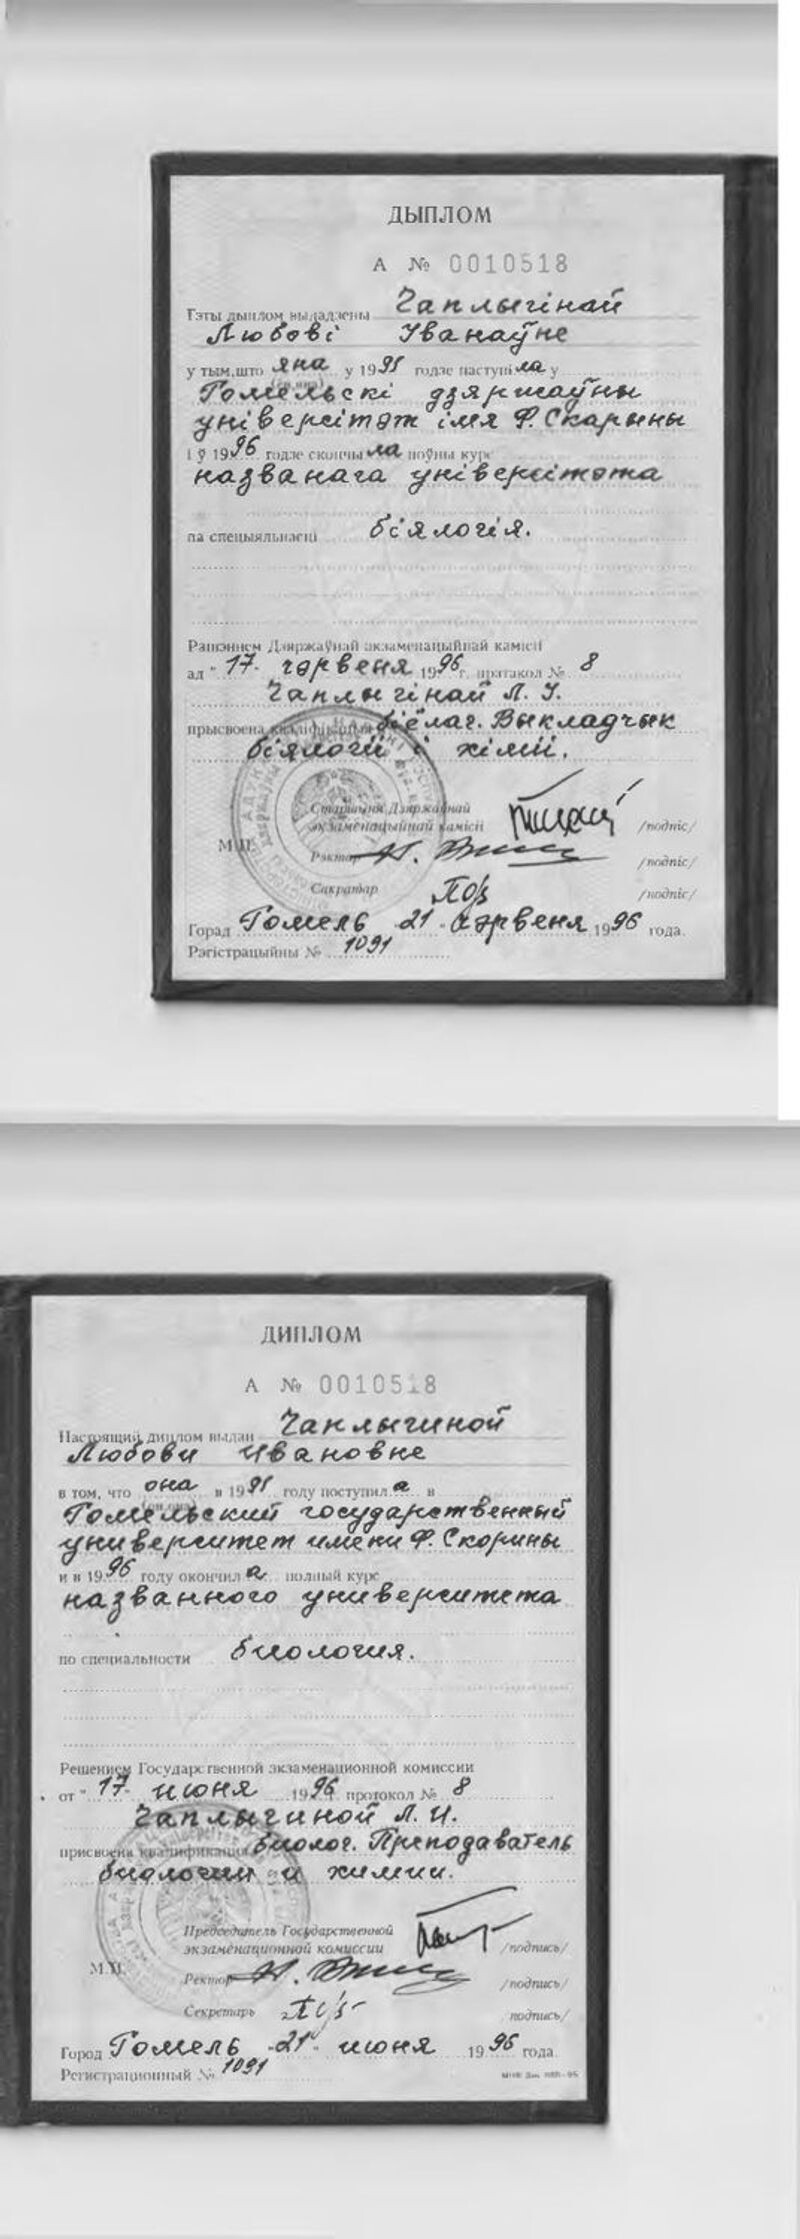 ДЫПЛОМ
А № 0010518
Гэты дыплом выдадзены Чаплыгінай
Любові Іванаўне
у тым, што яна у 1991 годзе паступіла у
(ён, яна)
Гомельскі дзяржаўны
універсітэт імя Ф. Скарыны
і ў 1996 годзе скончыла поўны курс
названага універсітэта
па спецыяльнасці біялогія.
Рашэннем Дзяржаўнай экзаменацыйнай камісіі
ад "17" чэрвеня 1996 г. пратакол № 8
Чаплыгінай Л. І.
прысвоена кваліфікацыя біёлаг. Выкладчык
біялогіі і хіміі.
Старшыня Дзяржаўнай
экзаменацыйнай камісіі /подпіс/
М.П. Рэктар /подпіс/
Сакратар /подпіс/
Горад Гомель "21" чэрвеня 1996 года.
Рэгістрацыйны № 1091
ДИПЛОМ
А № 0010518
Настоящий диплом выдан Чаплыгиной
Любови Ивановне
в том, что она в 1991 году поступила в
(он, она)
Гомельский государственный
университет имени Ф. Скорины
и в 1996 году окончила полный курс
названного университета
по специальности биология.
Решением Государственной экзаменационной комиссии
от "17" июня 1996 г. протокол № 8
Чаплыгиной Л. И.
присвоена квалификация биолог. Преподаватель
биологии и химии.
Председатель Государственной
экзаменационной комиссии /подпись/
М.П. Ректор /подпись/
Секретарь подпись/
Город Гомель "21" июня 1996 года.
Регистрационный № 1091